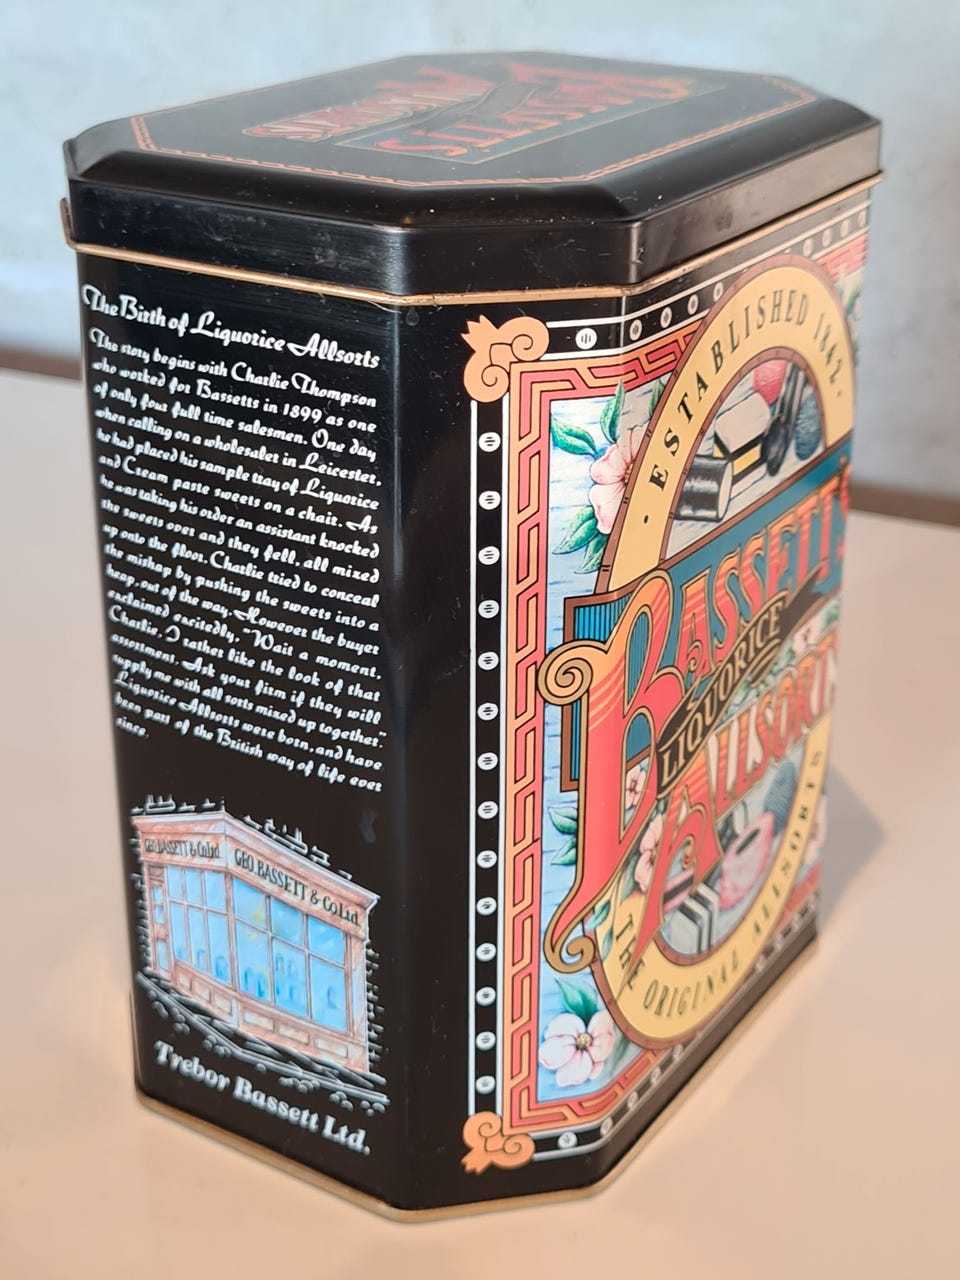 BASSETT'S
ALLSORTS
The Birth of Liquorice Allsorts
The story begins with Charlie Thompson
who worked for Bassetts in 1899 as one
of only four full time salesmen. One day
when calling on a wholesaler in Leicester,
he had placed his sample tray of Liquorice
and Cream paste sweets on a chair. As
he was taking his order an assistant knocked
the sweets over and they fell, all mixed
up onto the floor. Charlie tried to conceal
the mishap by pushing the sweets into a
heap, out of the way. However the buyer
exclaimed excitedly, "Wait a moment,
Charlie, I rather like the look of that
assortment. Ask your firm if they will
supply me with all sorts mixed up together."
Liquorice Allsorts were born, and have
been part of the British way of life ever
since.
GEO. BASSETT & Co Ltd
GEO. BASSETT & Co Ltd.
Trebor Bassett Ltd.
· ESTABLISHED 1842 ·
BASSETT'S
LIQUORICE
ALLSORTS
THE ORIGINAL ALLSORTS